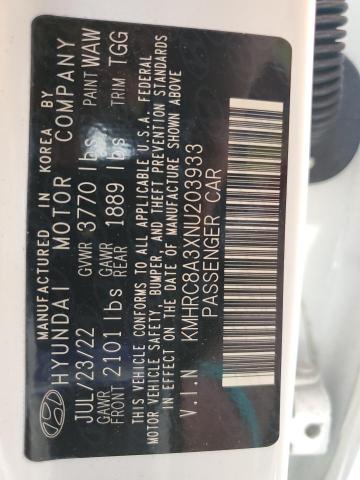 MANUFACTURED IN KOREA BY:
HYUNDAI MOTOR COMPANY
JUL/23/22 GVWR 3770 lbs PAINT WAW
GAWR FRONT 2101 lbs GAWR REAR 1889 lbs TRIM TGG
THIS VEHICLE CONFORMS TO ALL APPLICABLE U.S.A. FEDERAL
MOTOR VEHICLE SAFETY, BUMPER, AND THEFT PREVENTION STANDARDS
IN EFFECT ON THE DATE OF MANUFACTURE SHOWN ABOVE
V.I.N KMHRC8A3XNU203933
PASSENGER CAR